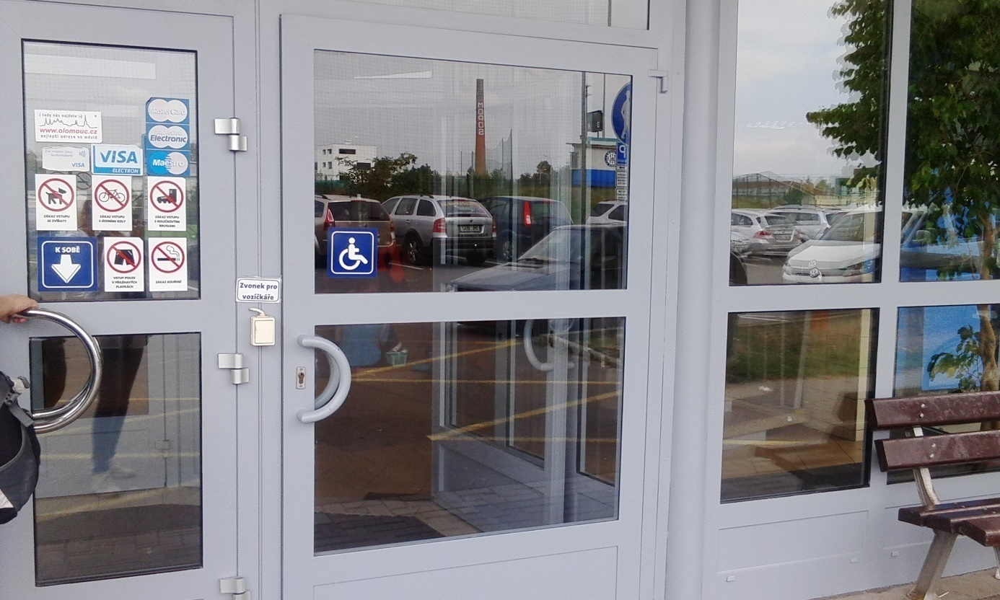 I tady nás najdete :-)
www.olomouc.cz
nejlepší adresa ve městě
MasterCard
Electronic
Maestro
VISA
VISA
ELECTRON
ZÁKAZ VSTUPU
SE ZVÍŘATY
ZÁKAZ VSTUPU
S JÍZDNÍMI KOLY
ZÁKAZ VSTUPU
S KOLEČKOVÝMI
BRUSLEMI
K SOBĚ
VSTUP POUZE
V PŘILÉHAVÝCH
PLAVKÁCH
ZÁKAZ KOUŘENÍ
Zvonek pro
vozíčkáře
MOPOS
P